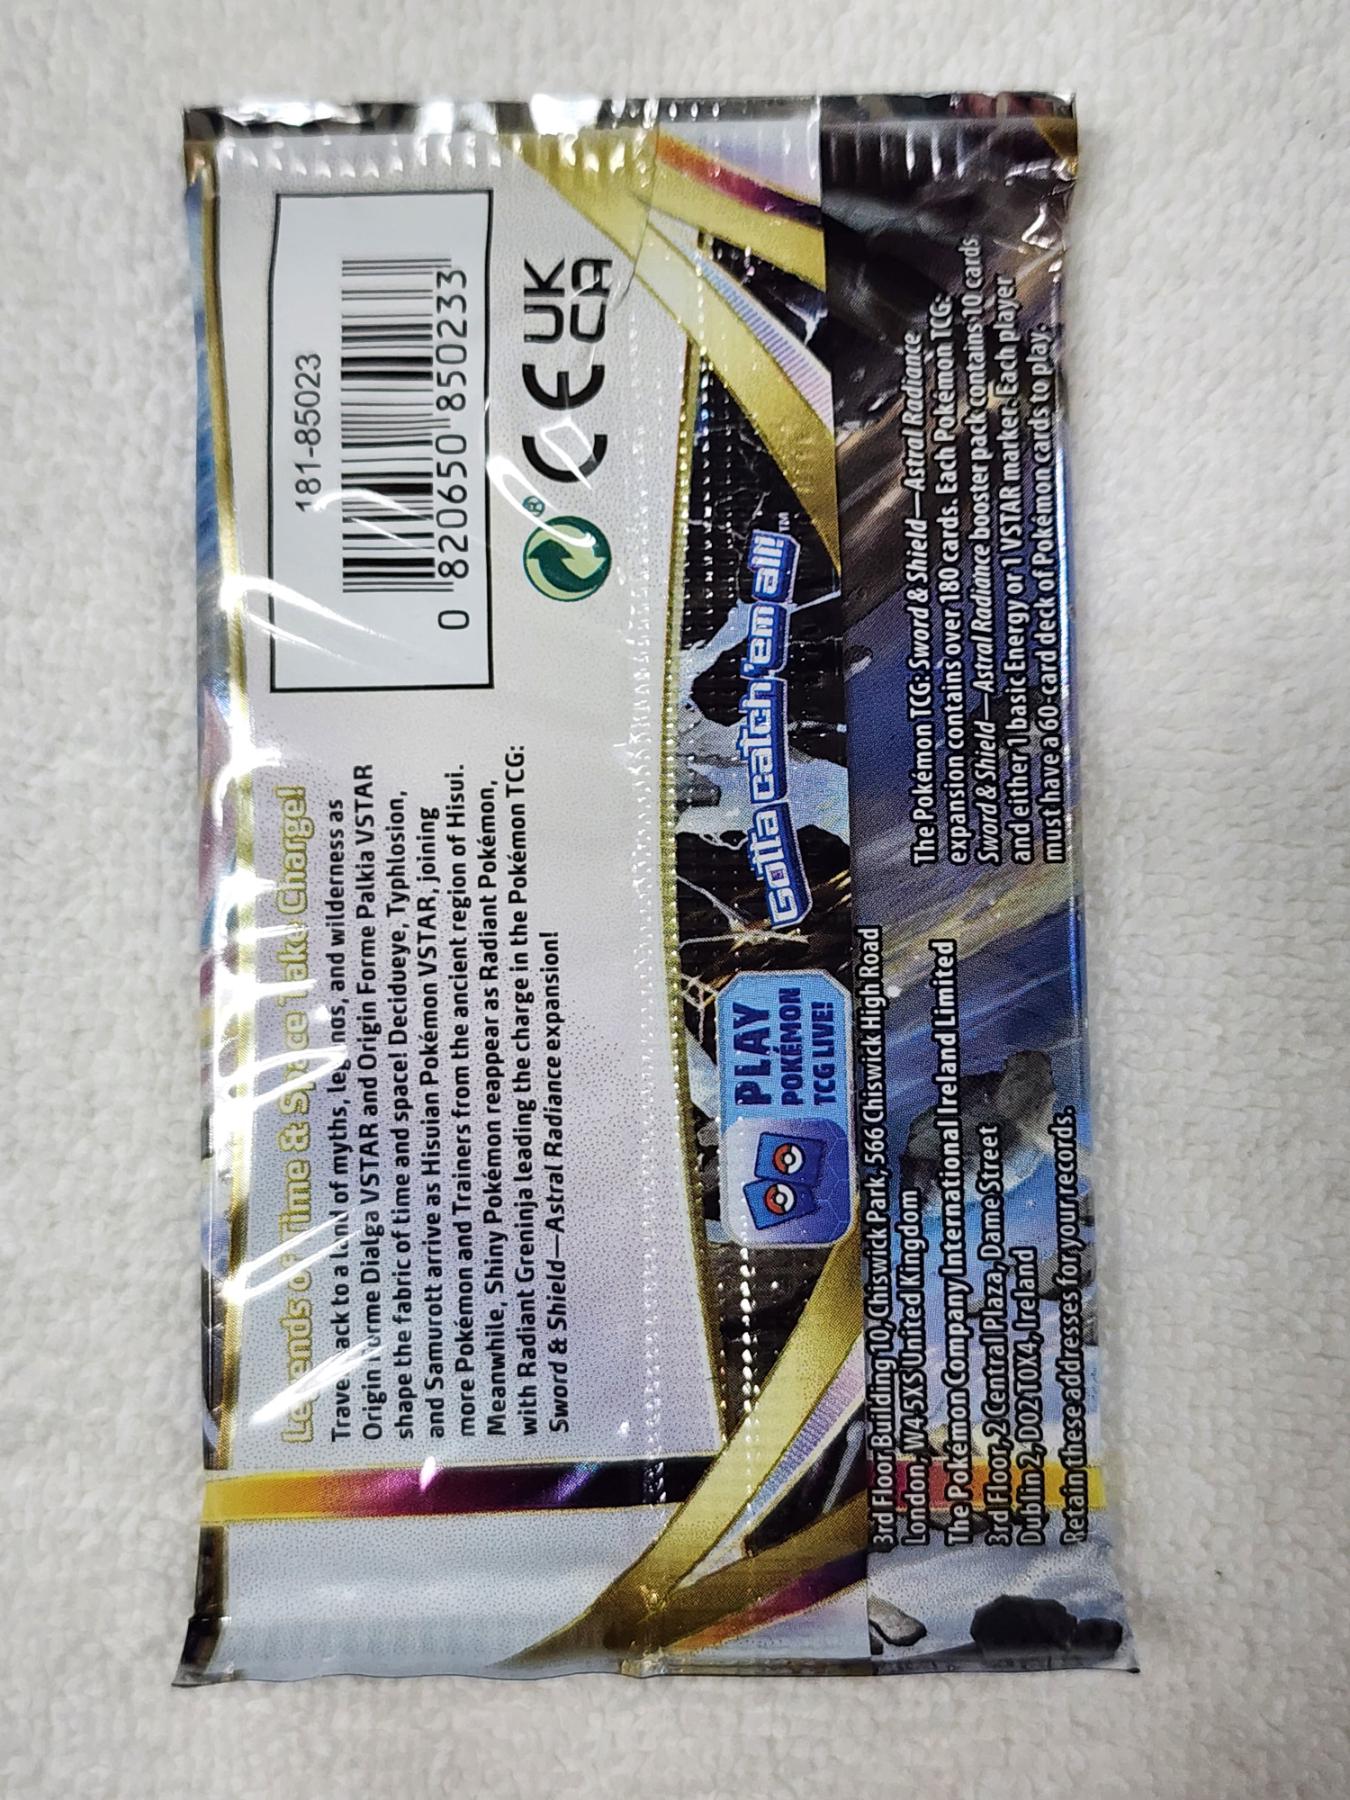 Legends of Time & Space Take Charge!
Travel back to a land of myths, legends, and wilderness as
Origin Forme Dialga VSTAR and Origin Forme Palkia VSTAR
shape the fabric of time and space! Decidueye, Typhlosion,
and Samurott arrive as Hisuian Pokémon VSTAR, joining
more Pokémon and Trainers from the ancient region of Hisui.
Meanwhile, Shiny Pokémon reappear as Radiant Pokémon,
with Radiant Greninja leading the charge in the Pokémon TCG:
Sword & Shield—Astral Radiance expansion!
181-85023
0 820650 850233
CE
UK
CA
PLAY
POKÉMON
TCG LIVE!
Gotta catch 'em all!™
3rd Floor Building 10, Chiswick Park, 566 Chiswick High Road
London, W4 5XS United Kingdom
The Pokémon Company International Ireland Limited
3rd Floor, 2 Central Plaza, Dame Street
Dublin 2, D02 T0X4, Ireland
Retain these addresses for your records.
The Pokémon TCG: Sword & Shield—Astral Radiance
expansion contains over 180 cards. Each Pokémon TCG:
Sword & Shield—Astral Radiance booster pack contains 10 cards
and either 1 basic Energy or 1 VSTAR marker. Each player
must have a 60-card deck of Pokémon cards to play.